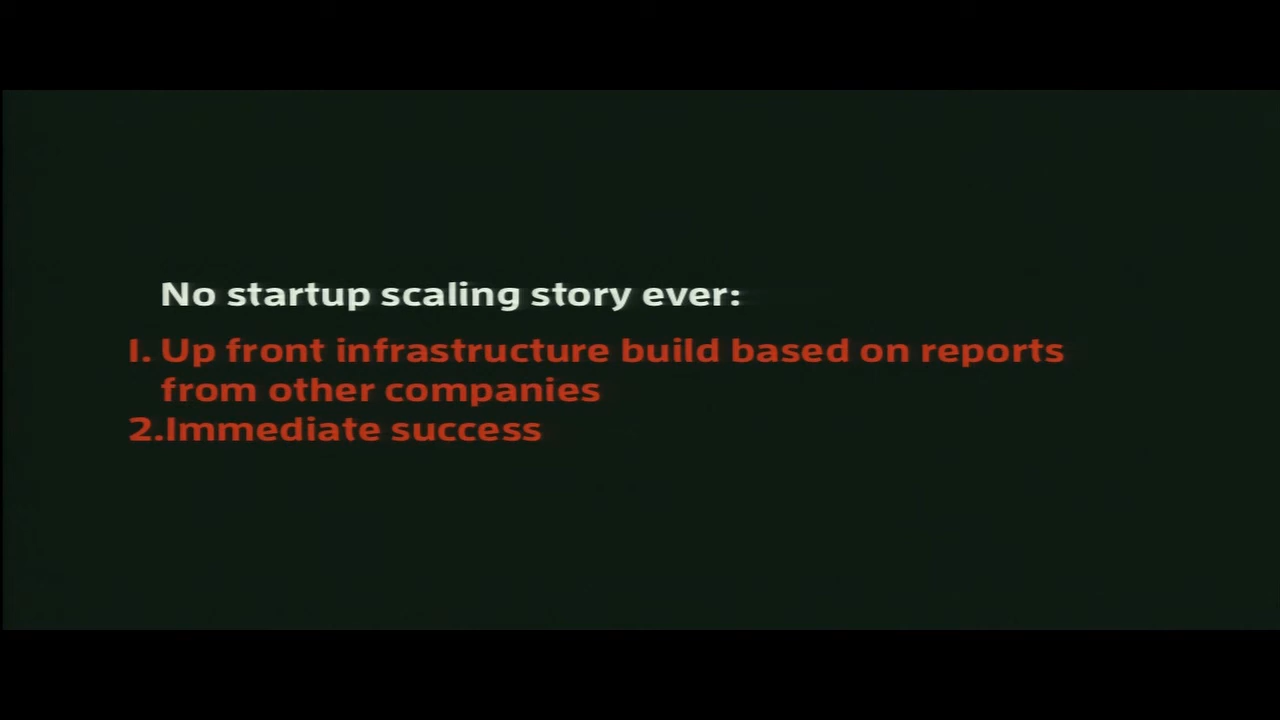 No startup scaling story ever:
1. Up front infrastructure build based on reports
from other companies
2.Immediate success